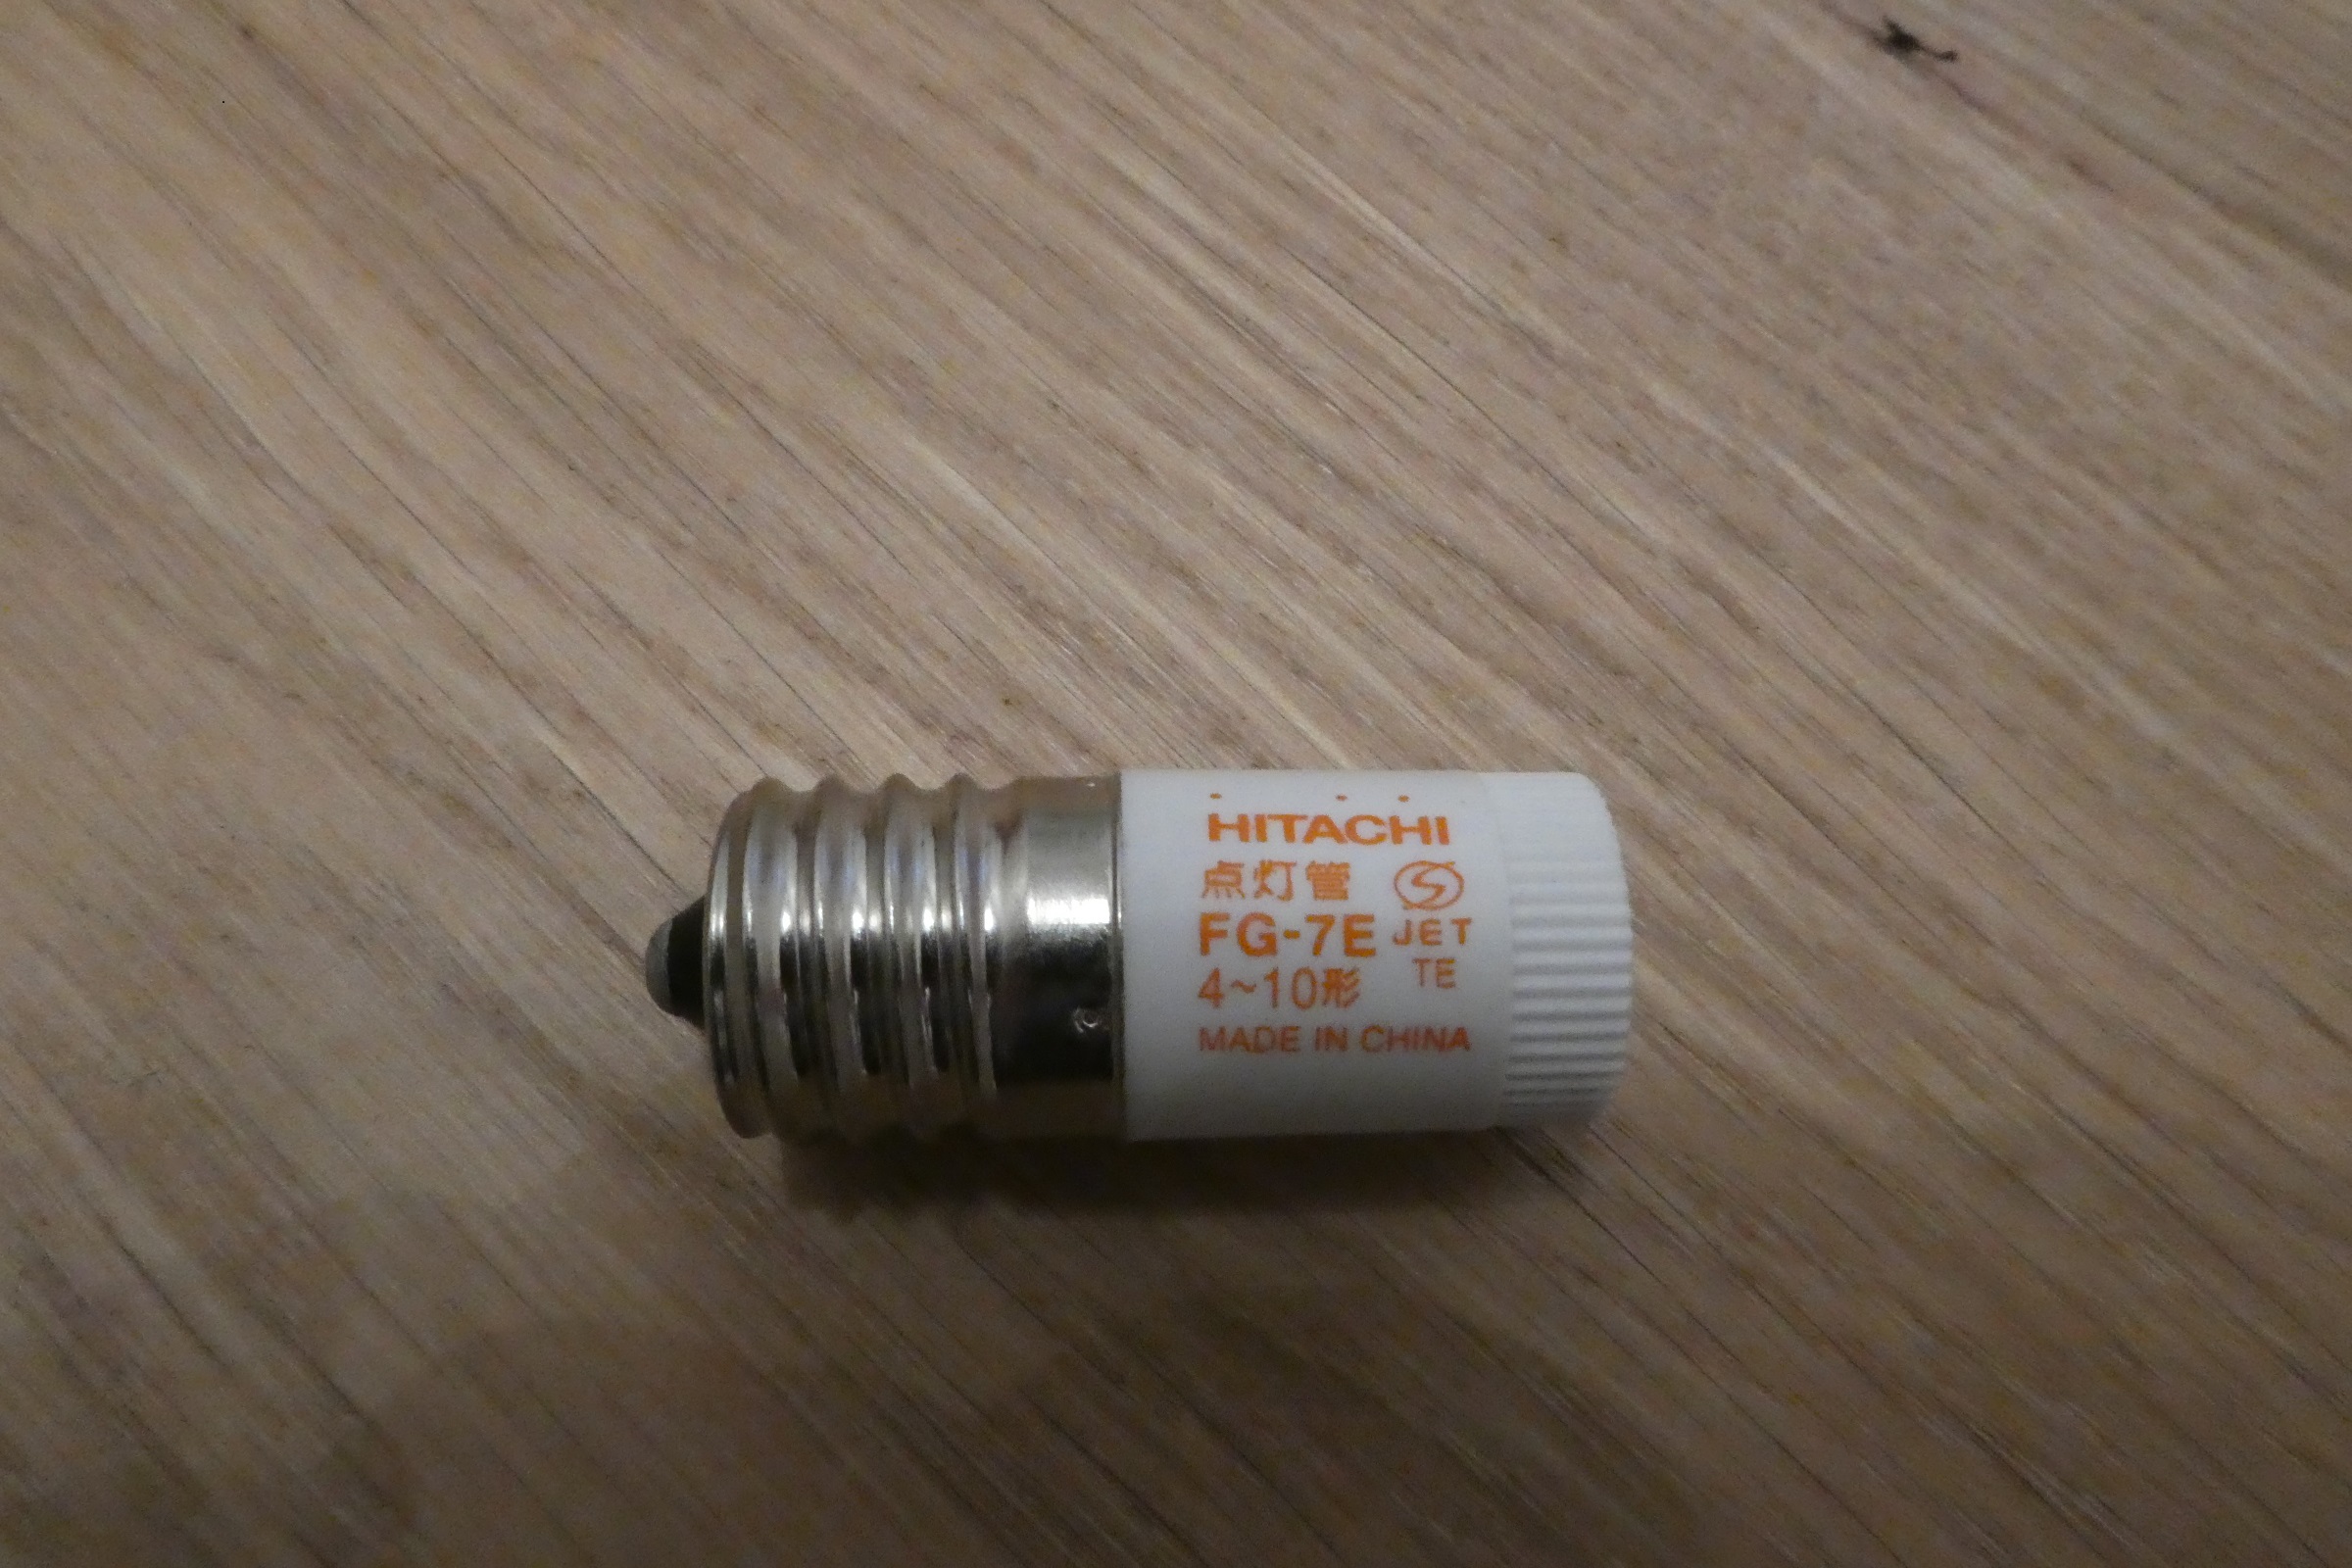 HITACHI
点灯管
FG-7E JET
4~10形 TE
MADE IN CHINA